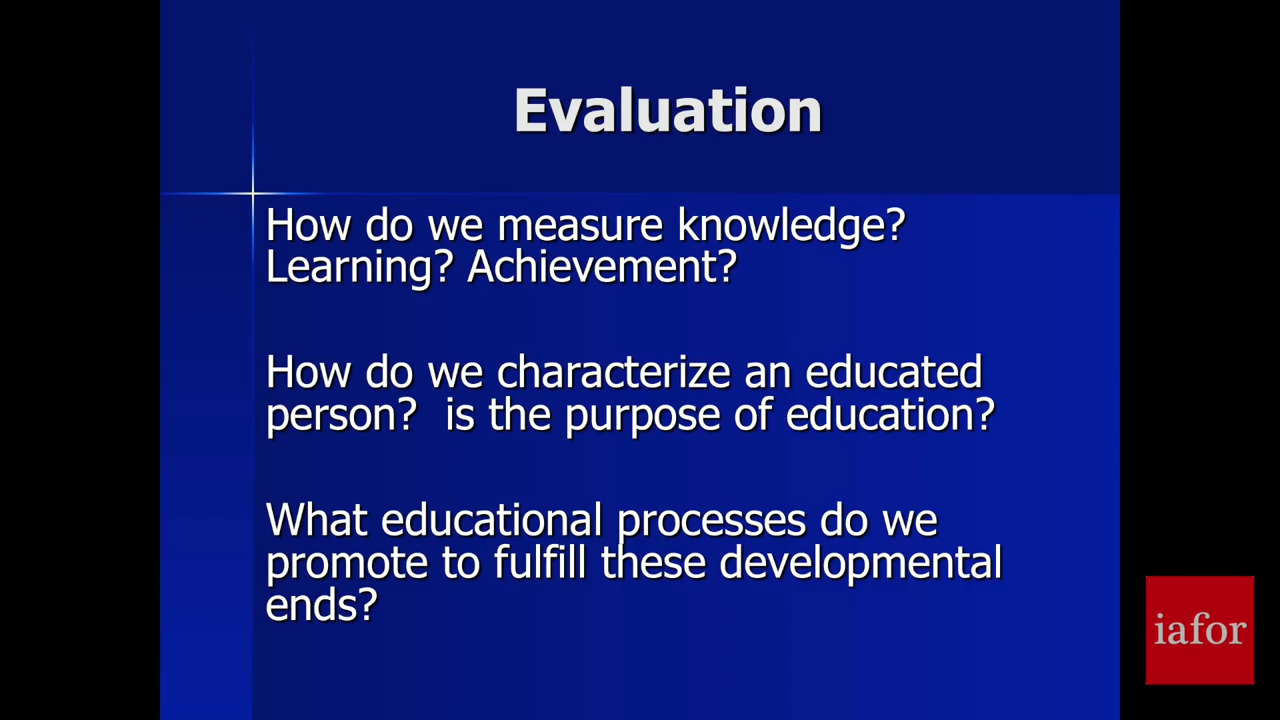 Evaluation
How do we measure knowledge?
Learning? Achievement?
How do we characterize an educated
person?  is the purpose of education?
What educational processes do we
promote to fulfill these developmental
ends?
iafor